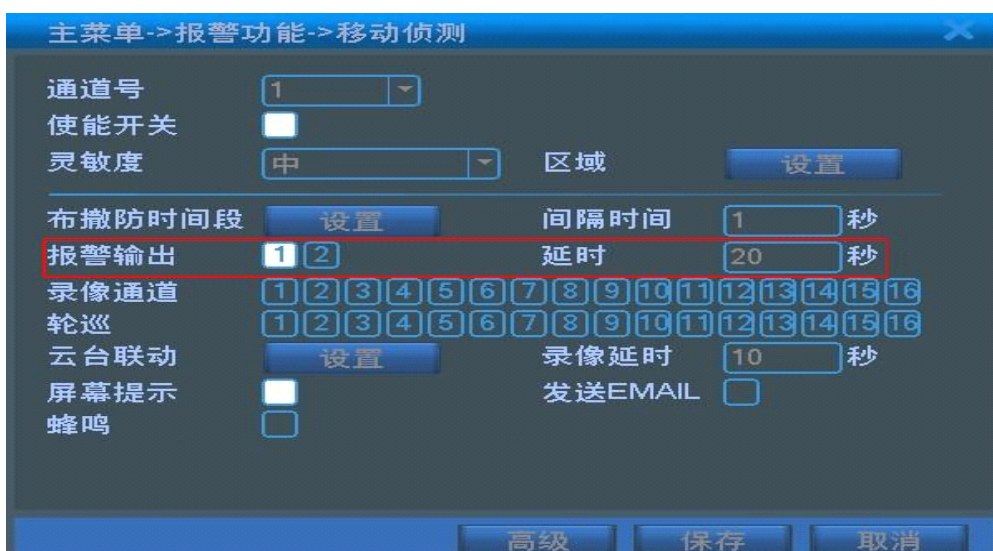 主菜单->报警功能->移动侦测
通道号 1
使能开关
灵敏度 中 区域 设置
布撤防时间段 设置 间隔时间 1 秒
报警输出 1 2 延时 20 秒
录像通道 1 2 3 4 5 6 7 8 9 10 11 12 13 14 15 16
轮巡 1 2 3 4 5 6 7 8 9 10 11 12 13 14 15 16
云台联动 设置 录像延时 10 秒
屏幕提示 发送EMAIL
蜂鸣
高级 保存 取消